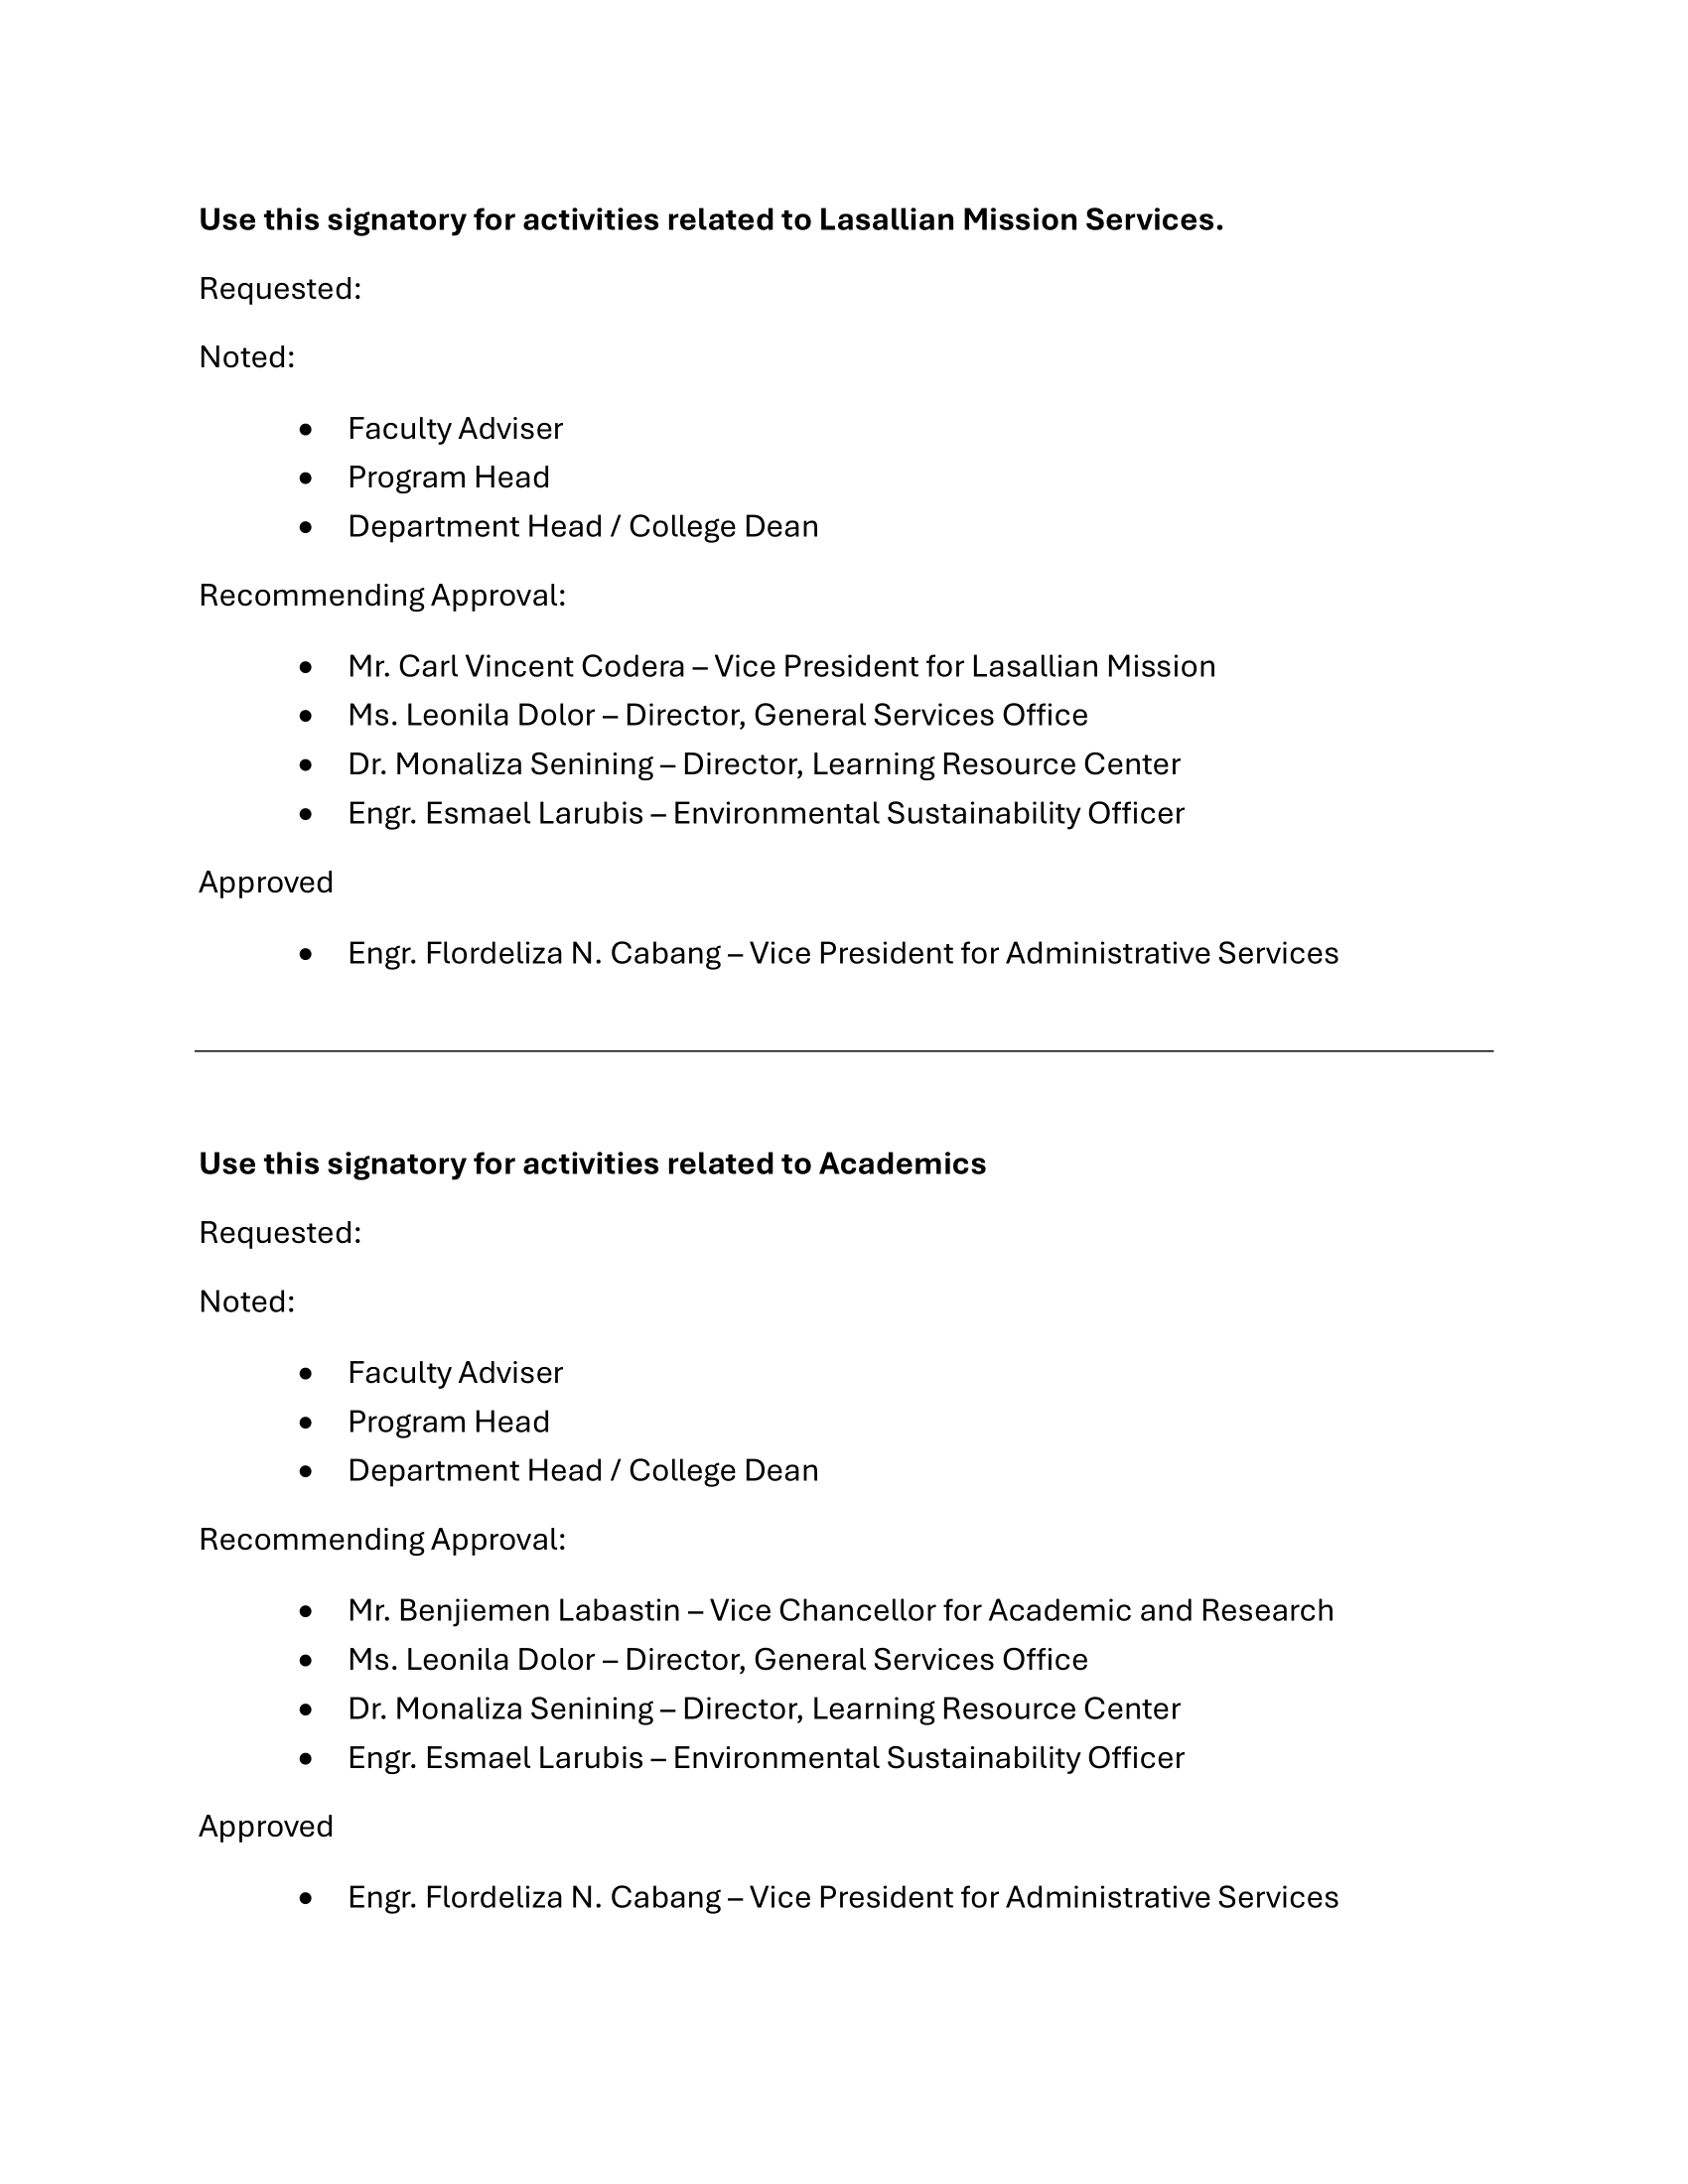 Use this signatory for activities related to Lasallian Mission Services.
Requested:
Noted:
• Faculty Adviser
• Program Head
• Department Head / College Dean
Recommending Approval:
• Mr. Carl Vincent Codera – Vice President for Lasallian Mission
• Ms. Leonila Dolor – Director, General Services Office
• Dr. Monaliza Senining – Director, Learning Resource Center
• Engr. Esmael Larubis – Environmental Sustainability Officer
Approved
• Engr. Flordeliza N. Cabang – Vice President for Administrative Services
Use this signatory for activities related to Academics
Requested:
Noted:
• Faculty Adviser
• Program Head
• Department Head / College Dean
Recommending Approval:
• Mr. Benjiemen Labastin – Vice Chancellor for Academic and Research
• Ms. Leonila Dolor – Director, General Services Office
• Dr. Monaliza Senining – Director, Learning Resource Center
• Engr. Esmael Larubis – Environmental Sustainability Officer
Approved
• Engr. Flordeliza N. Cabang – Vice President for Administrative Services